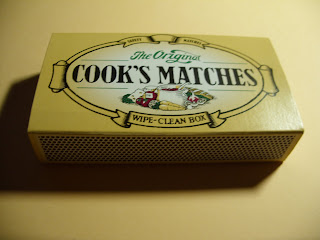 The Original
COOK'S MATCHES
WIPE-CLEAN BOX